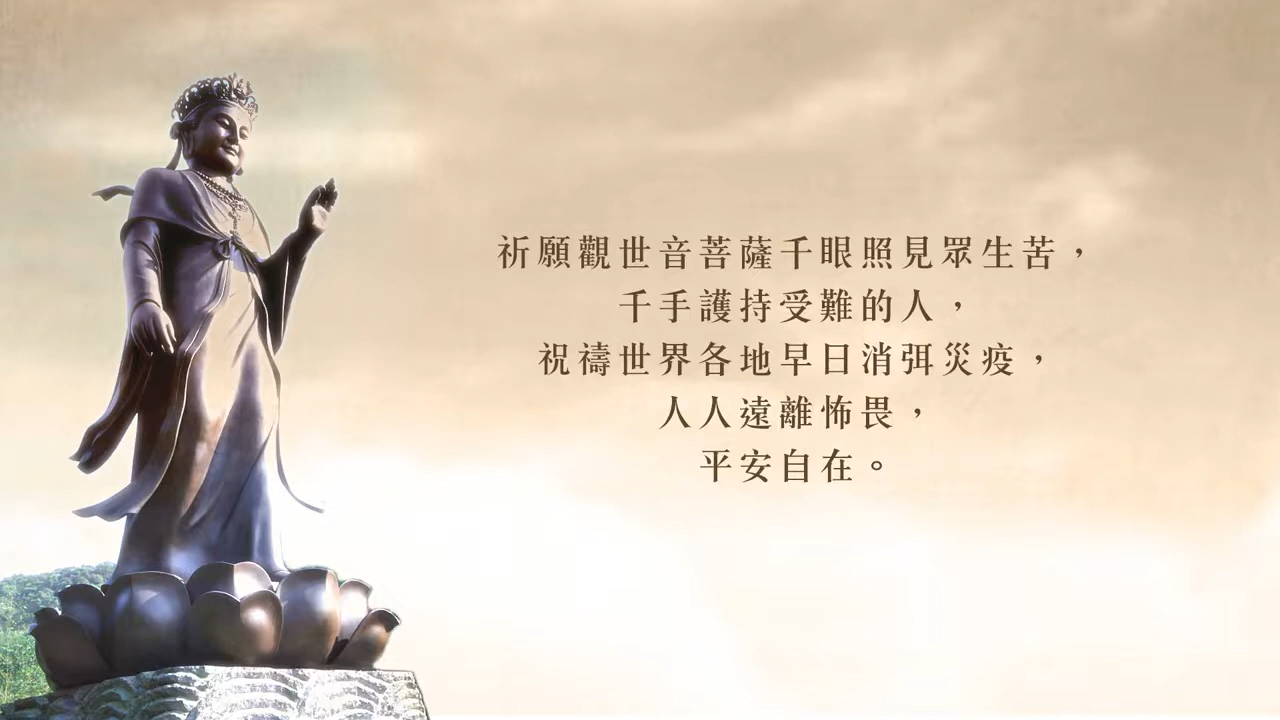 祈願觀世音菩薩千眼照見眾生苦，
千手護持受難的人，
祝禱世界各地早日消弭災疫，
人人遠離怖畏，
平安自在。